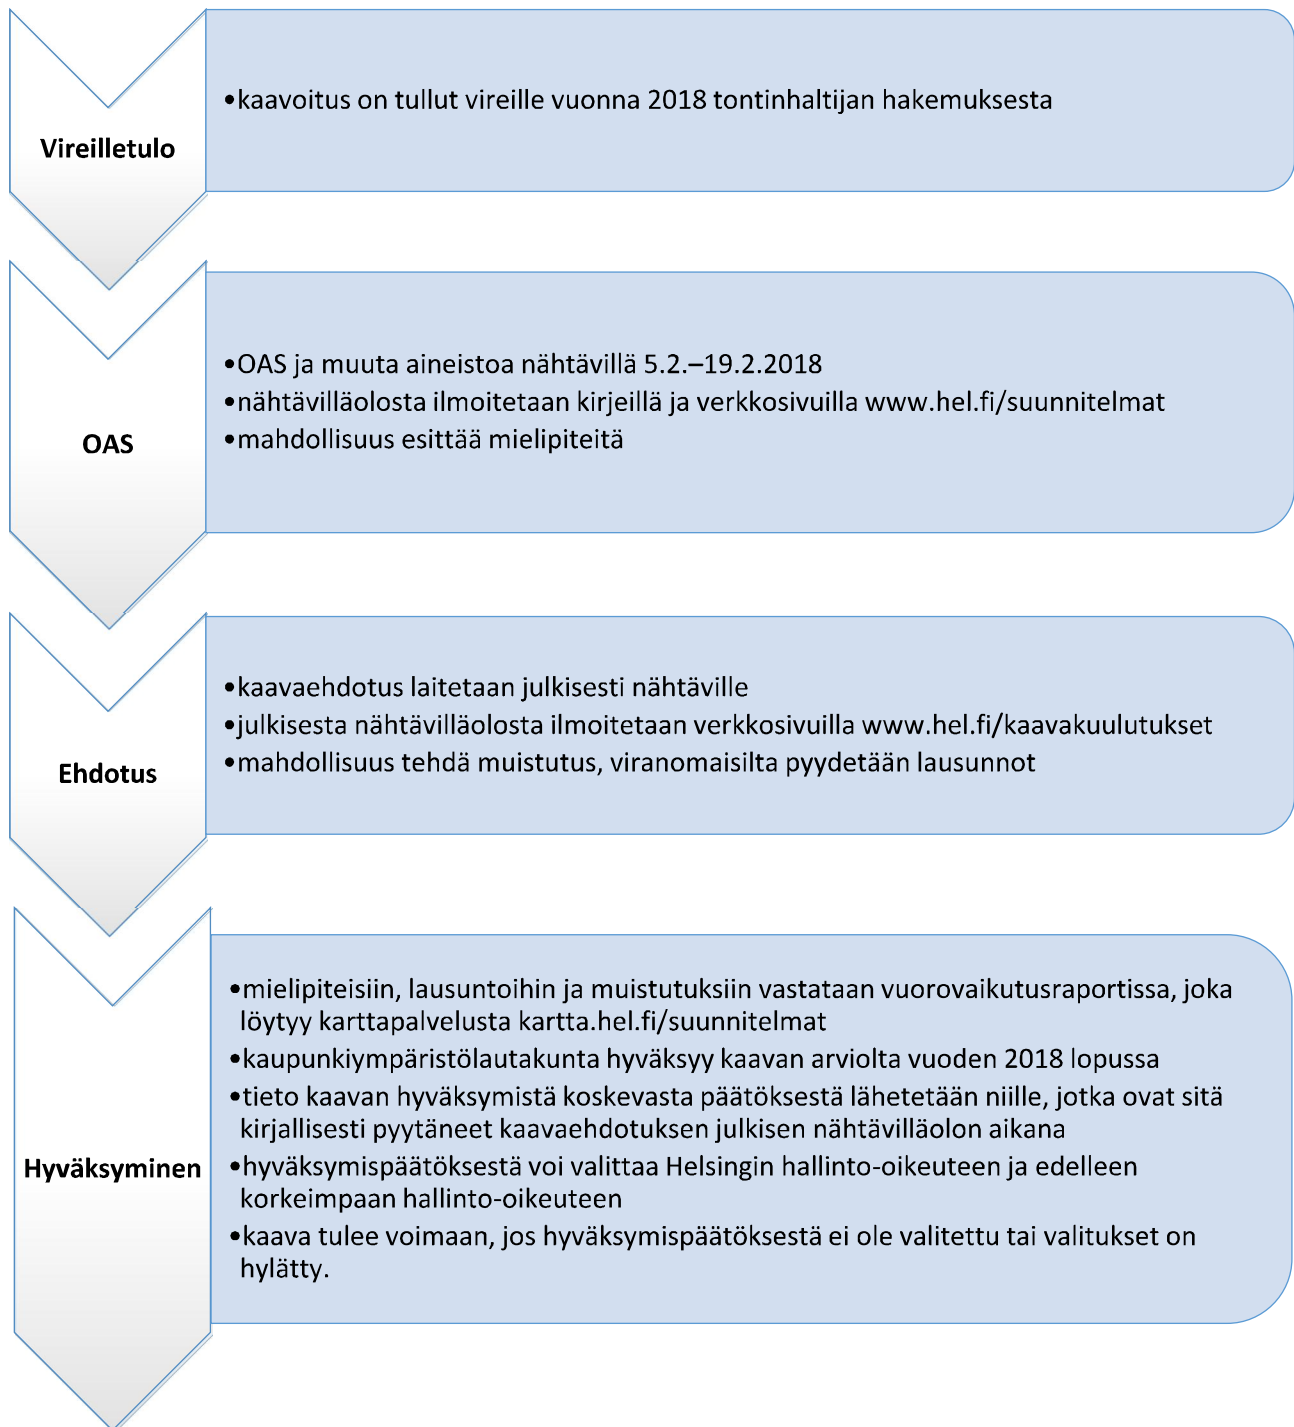 Vireilletulo
•kaavoitus on tullut vireille vuonna 2018 tontinhaltijan hakemuksesta
OAS
•OAS ja muuta aineistoa nähtävillä 5.2.–19.2.2018
•nähtävilläolosta ilmoitetaan kirjeillä ja verkkosivuilla www.hel.fi/suunnitelmat
•mahdollisuus esittää mielipiteitä
Ehdotus
•kaavaehdotus laitetaan julkisesti nähtäville
•julkisesta nähtävilläolosta ilmoitetaan verkkosivuilla www.hel.fi/kaavakuulutukset
•mahdollisuus tehdä muistutus, viranomaisilta pyydetään lausunnot
Hyväksyminen
•mielipiteisiin, lausuntoihin ja muistutuksiin vastataan vuorovaikutusraportissa, joka
löytyy karttapalvelusta kartta.hel.fi/suunnitelmat
•kaupunkiympäristölautakunta hyväksyy kaavan arviolta vuoden 2018 lopussa
•tieto kaavan hyväksymistä koskevasta päätöksestä lähetetään niille, jotka ovat sitä
kirjallisesti pyytäneet kaavaehdotuksen julkisen nähtävilläolon aikana
•hyväksymispäätöksestä voi valittaa Helsingin hallinto-oikeuteen ja edelleen
korkeimpaan hallinto-oikeuteen
•kaava tulee voimaan, jos hyväksymispäätöksestä ei ole valitettu tai valitukset on
hylätty.